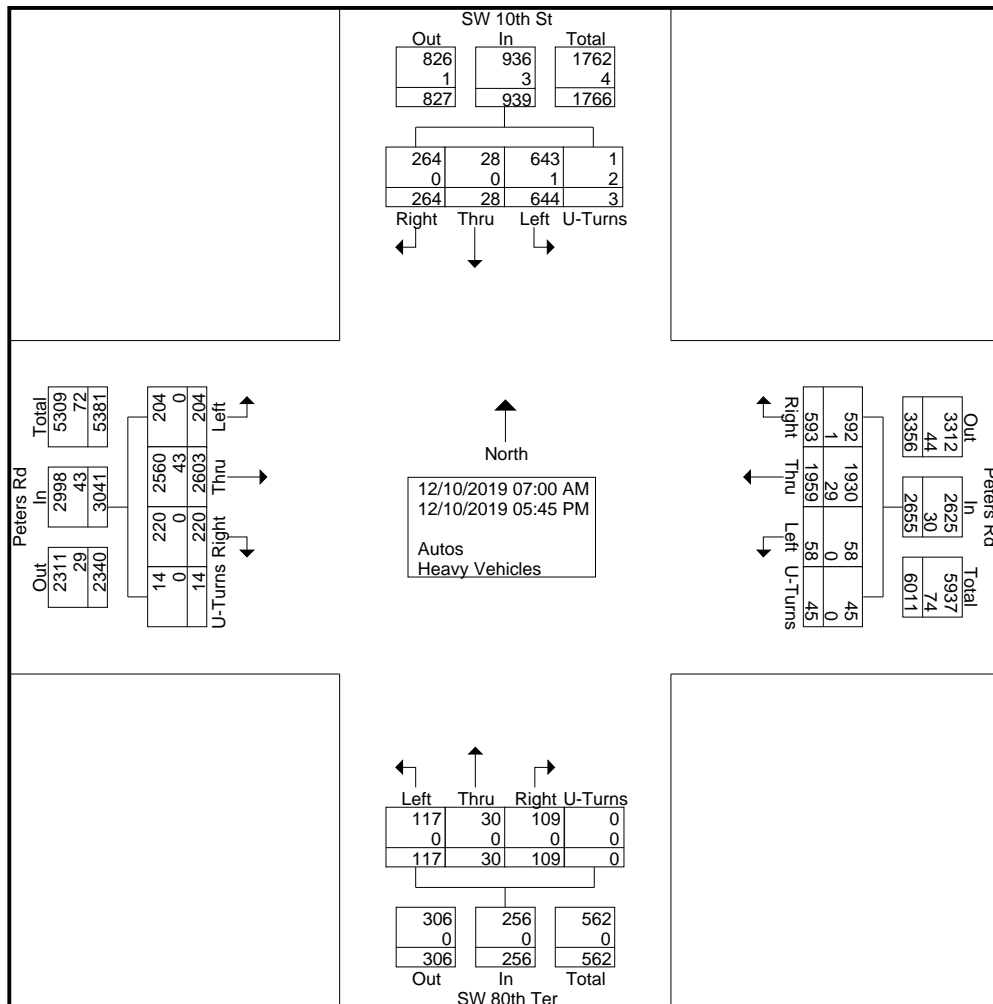 SW 10th St
Out In Total
826 936 1762
1 3 4
827 939 1766
264 28 643 1
0 0 1 2
264 28 644 3
Right Thru Left U-Turns
Peters Rd
Total In Out
5309 2998 2311
72 43 29
5381 3041 2340
204 2560 220 14
0 43 0 0
204 2603 220 14
Left Thru Right U-Turns
North
12/10/2019 07:00 AM
12/10/2019 05:45 PM
Autos
Heavy Vehicles
Peters Rd
Out In Total
3312 2625 5937
44 30 74
3356 2655 6011
592 1930 58 45
1 29 0 0
593 1959 58 45
Right Thru Left U-Turns
Left Thru Right U-Turns
117 30 109 0
0 0 0 0
117 30 109 0
306 256 562
0 0 0
306 256 562
Out In Total
SW 80th Ter